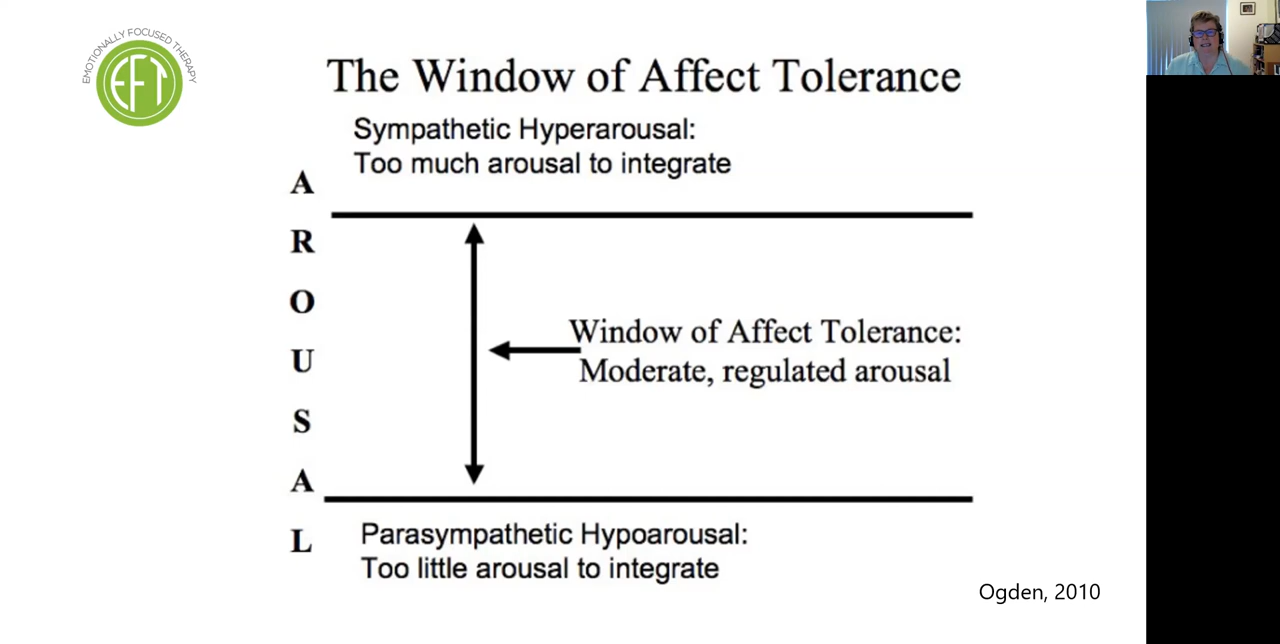 EMOTIONALLY FOCUSED THERAPY
EFT
The Window of Affect Tolerance
Sympathetic Hyperarousal:
Too much arousal to integrate
A
R
O
U
S
A
L
Window of Affect Tolerance:
Moderate, regulated arousal
Parasympathetic Hypoarousal:
Too little arousal to integrate
Ogden, 2010